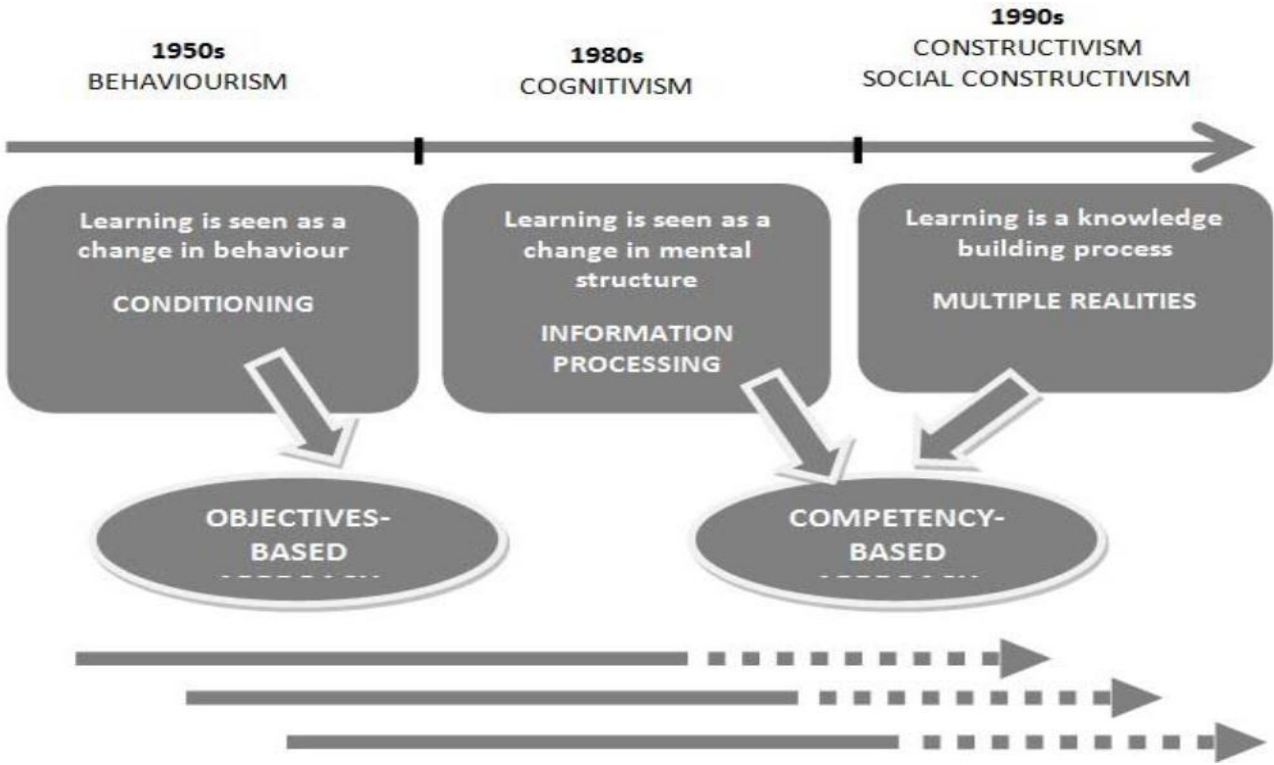 1950s
BEHAVIOURISM
1980s
COGNITIVISM
1990s
CONSTRUCTIVISM
SOCIAL CONSTRUCTIVISM
Learning is seen as a
change in behaviour
CONDITIONING
Learning is seen as a
change in mental
structure
INFORMATION
PROCESSING
Learning is a knowledge
building process
MULTIPLE REALITIES
OBJECTIVES-
BASED
COMPETENCY-
BASED